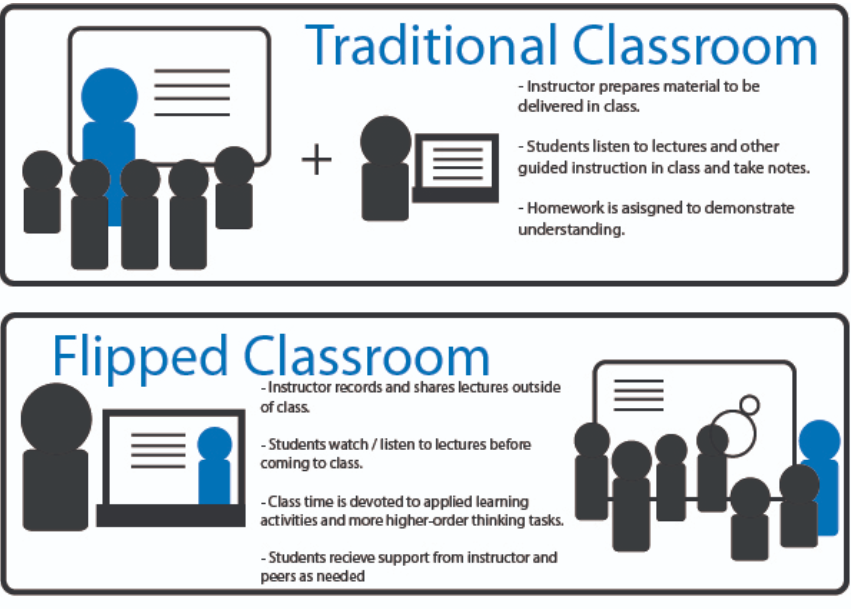 Traditional Classroom
- Instructor prepares material to be
delivered in class.
- Students listen to lectures and other
guided instruction in class and take notes.
- Homework is asisgned to demonstrate
understanding.
+
Flipped Classroom
- Instructor records and shares lectures outside
of class.
- Students watch / listen to lectures before
coming to class.
- Class time is devoted to applied learning
activities and more higher-order thinking tasks.
- Students recieve support from instructor and
peers as needed